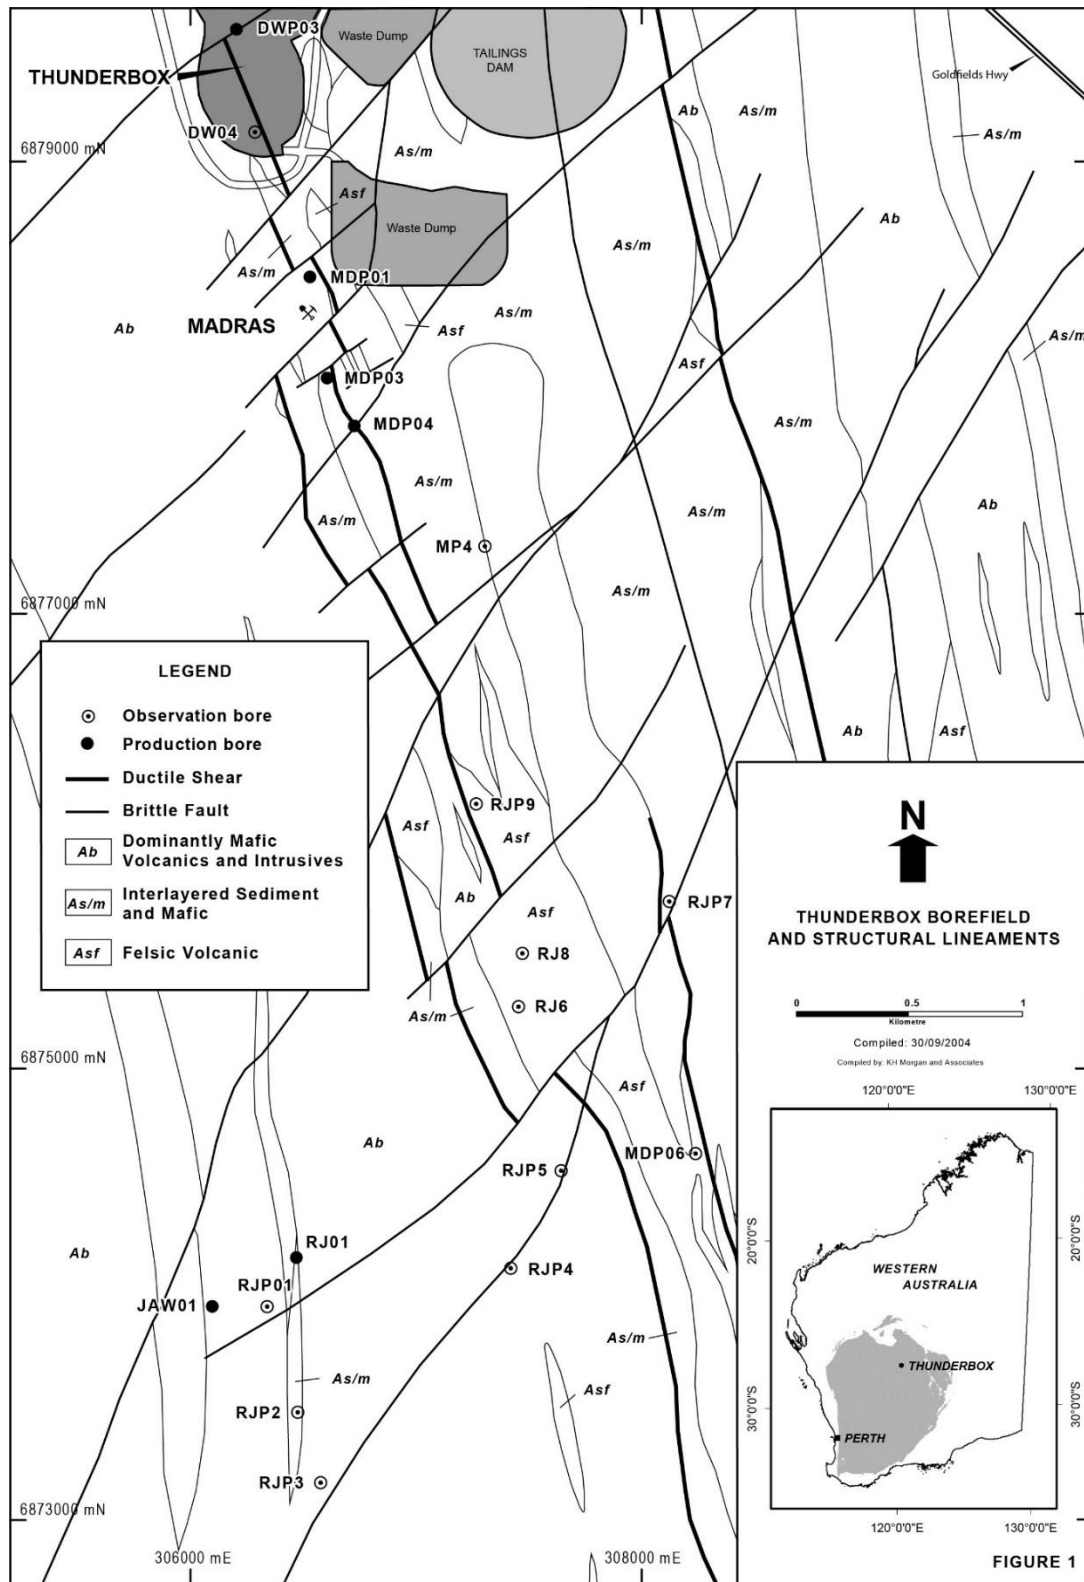 DWP03
Waste Dump
TAILINGS
DAM
THUNDERBOX
Goldfields Hwy
Ab
As/m
DW04
6879000 mN
As/m
As/m
Asf
Waste Dump
Ab
As/m
As/m
MDP01
MADRAS
As/m
Ab
Asf
As/m
Asf
MDP03
As/m
MDP04
As/m
As/m
As/m
Ab
MP4
As/m
6877000 mN
LEGEND
Observation bore
Production bore
Ductile Shear
Brittle Fault
Ab
Dominantly Mafic
Volcanics and Intrusives
As/m
Interlayered Sediment
and Mafic
Asf
Felsic Volcanic
Ab
Asf
RJP9
Asf
Asf
Ab
Asf
RJP7
RJ8
RJ6
As/m
6875000 mN
Asf
Ab
MDP06
RJP5
Ab
RJ01
RJP4
RJP01
JAW01
As/m
As/m
Asf
RJP2
RJP3
6873000 mN
306000 mE
308000 mE
N
THUNDERBOX BOREFIELD
AND STRUCTURAL LINEAMENTS
0
0.5
1
Kilometre
Compiled: 30/09/2004
Compiled by: KH Morgan and Associates
120°0'0"E
130°0'0"E
20°0'0"S
20°0'0"S
WESTERN
AUSTRALIA
THUNDERBOX
30°0'0"S
30°0'0"S
PERTH
120°0'0"E
130°0'0"E
FIGURE 1